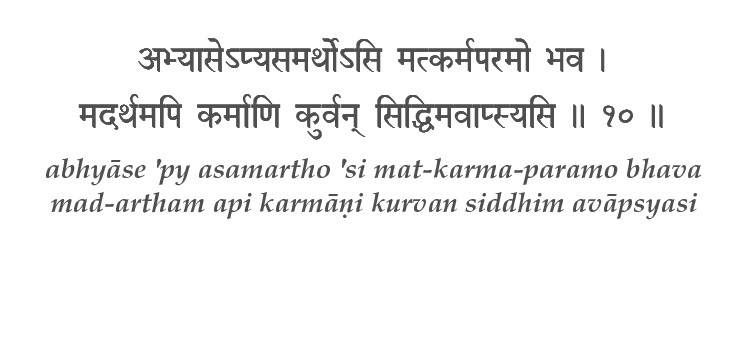 अभ्यासेऽप्यसमर्थोऽसि मत्कर्मपरमो भव ।
मदर्थमपि कर्माणि कुर्वन् सिद्धिमवाप्स्यसि ॥ १० ॥
abhyāse 'py asamartho 'si mat-karma-paramo bhava
mad-artham api karmāṇi kurvan siddhim avāpsyasi